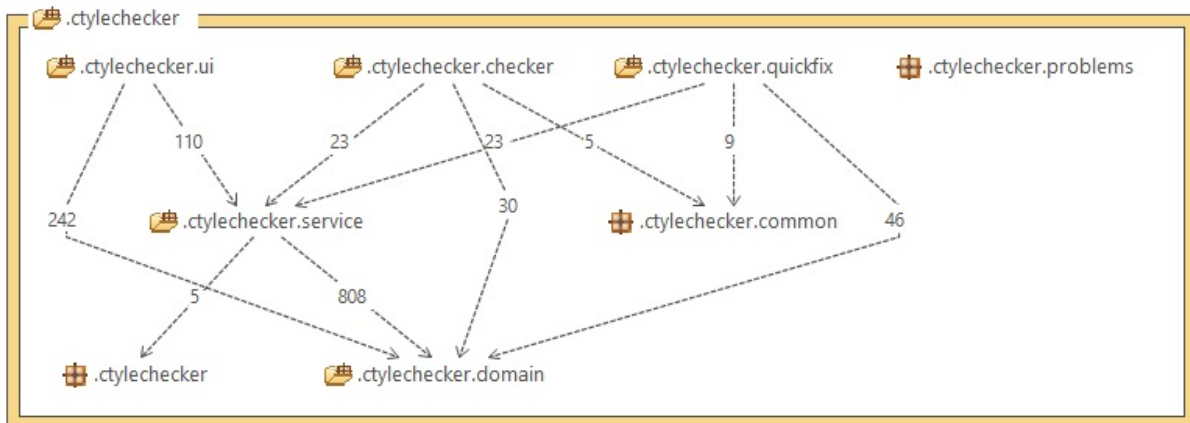 .ctylechecker
.ctylechecker.ui
.ctylechecker.checker
.ctylechecker.quickfix
.ctylechecker.problems
110
23
23
5
9
242
.ctylechecker.service
30
.ctylechecker.common
46
5
808
.ctylechecker
.ctylechecker.domain